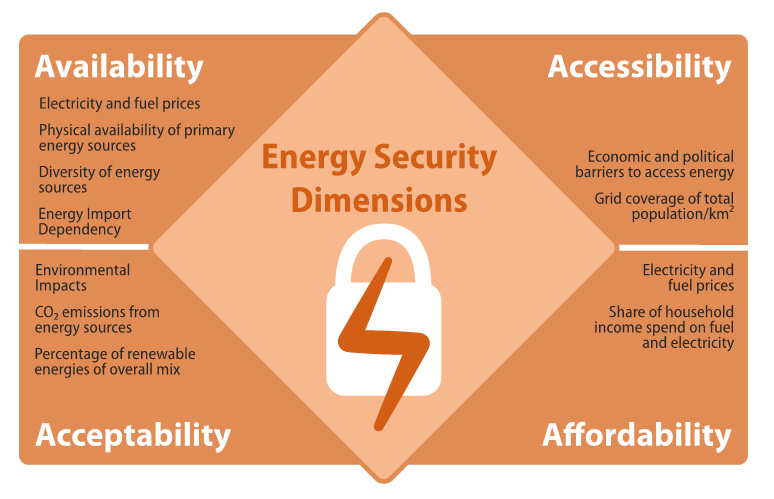 Availability
Electricity and fuel prices
Physical availability of primary
energy sources
Diversity of energy
sources
Energy Import
Dependency
Accessibility
Economic and political
barriers to access energy
Grid coverage of total
population/km²
Energy Security
Dimensions
Environmental
Impacts
CO₂ emissions from
energy sources
Percentage of renewable
energies of overall mix
Acceptability
Electricity and
fuel prices
Share of household
income spend on fuel
and electricity
Affordability